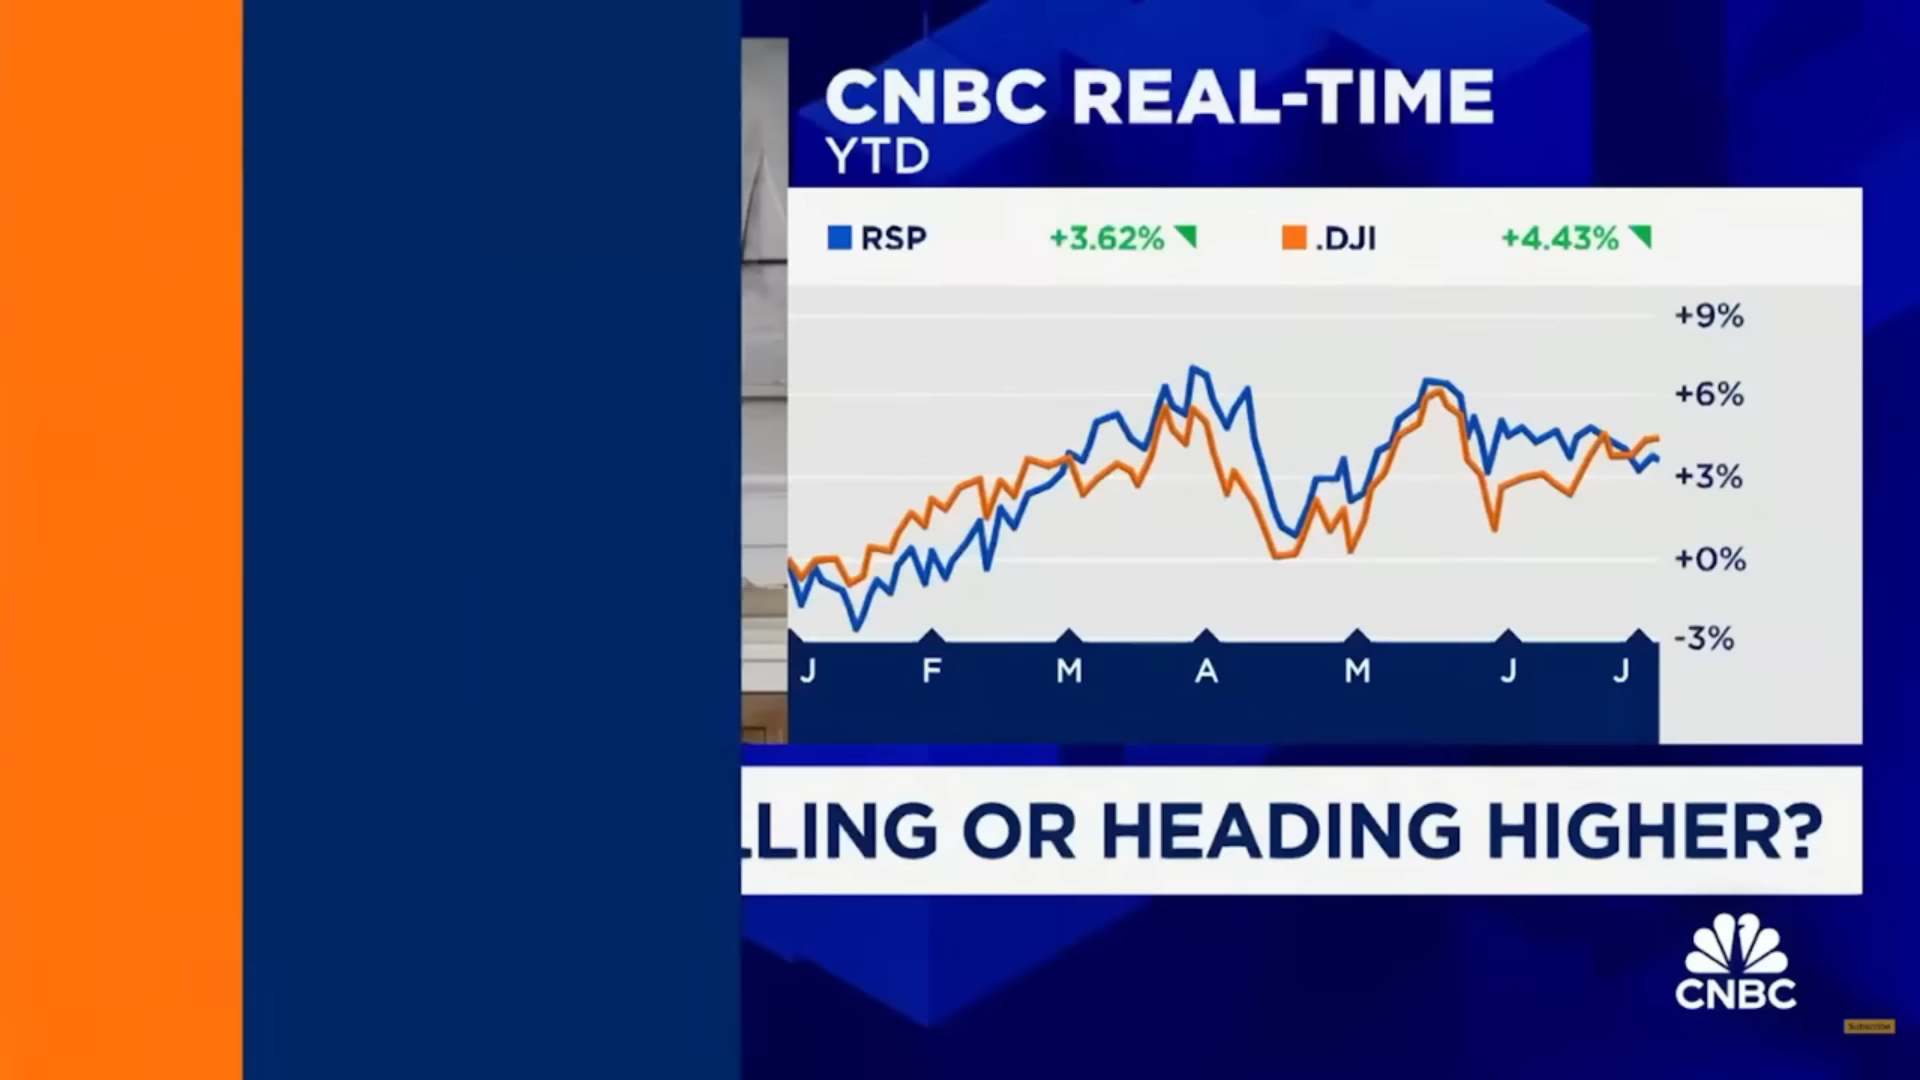 CNBC REAL-TIME
YTD
RSP +3.62% .DJI +4.43%
+9%
+6%
+3%
+0%
-3%
J F M A M J J
LLING OR HEADING HIGHER?
CNBC
Subscribe